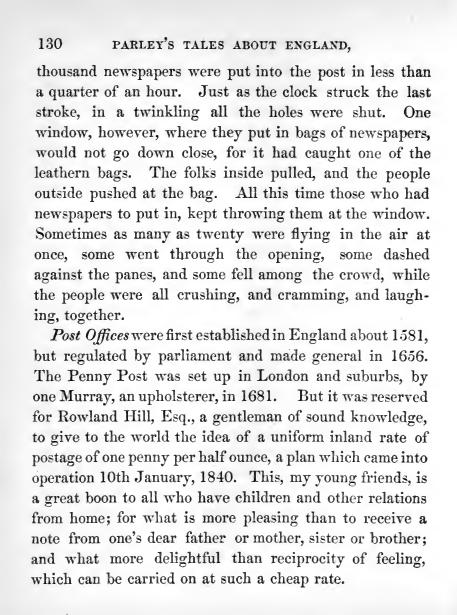 130 PARLEY'S TALES ABOUT ENGLAND,
thousand newspapers were put into the post in less than
a quarter of an hour. Just as the clock struck the last
stroke, in a twinkling all the holes were shut. One
window, however, where they put in bags of newspapers,
would not go down close, for it had caught one of the
leathern bags. The folks inside pulled, and the people
outside pushed at the bag. All this time those who had
newspapers to put in, kept throwing them at the window.
Sometimes as many as twenty were flying in the air at
once, some went through the opening, some dashed
against the panes, and some fell among the crowd, while
the people were all crushing, and cramming, and laugh-
ing, together.
Post Offices were first established in England about 1581,
but regulated by parliament and made general in 1656.
The Penny Post was set up in London and suburbs, by
one Murray, an upholsterer, in 1681. But it was reserved
for Rowland Hill, Esq., a gentleman of sound knowledge,
to give to the world the idea of a uniform inland rate of
postage of one penny per half ounce, a plan which came into
operation 10th January, 1840. This, my young friends, is
a great boon to all who have children and other relations
from home; for what is more pleasing than to receive a
note from one's dear father or mother, sister or brother;
and what more delightful than reciprocity of feeling,
which can be carried on at such a cheap rate.